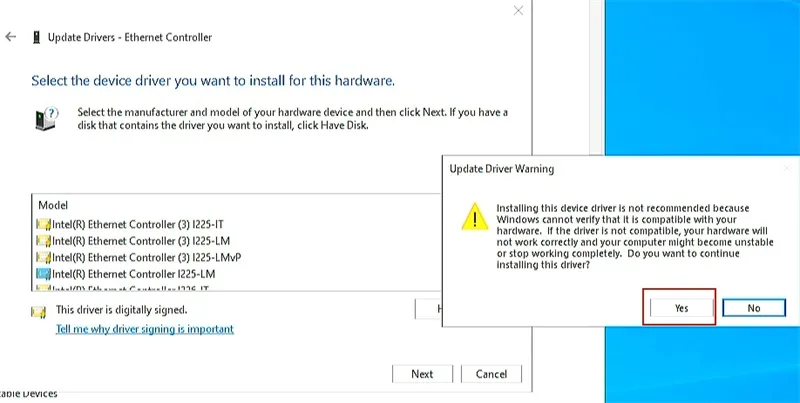 Update Drivers - Ethernet Controller
Select the device driver you want to install for this hardware.
Select the manufacturer and model of your hardware device and then click Next. If you have a
disk that contains the driver you want to install, click Have Disk.
Model
Intel(R) Ethernet Controller (3) I225-IT
Intel(R) Ethernet Controller (3) I225-LM
Intel(R) Ethernet Controller (3) I225-LMvP
Intel(R) Ethernet Controller I225-LM
Intel(R) Ethernet Controller I226-IT
This driver is digitally signed.
Tell me why driver signing is important
H
Next
Cancel
Update Driver Warning
Installing this device driver is not recommended because
Windows cannot verify that it is compatible with your
hardware. If the driver is not compatible, your hardware will
not work correctly and your computer might become unstable
or stop working completely. Do you want to continue
installing this driver?
Yes
No
table Devices